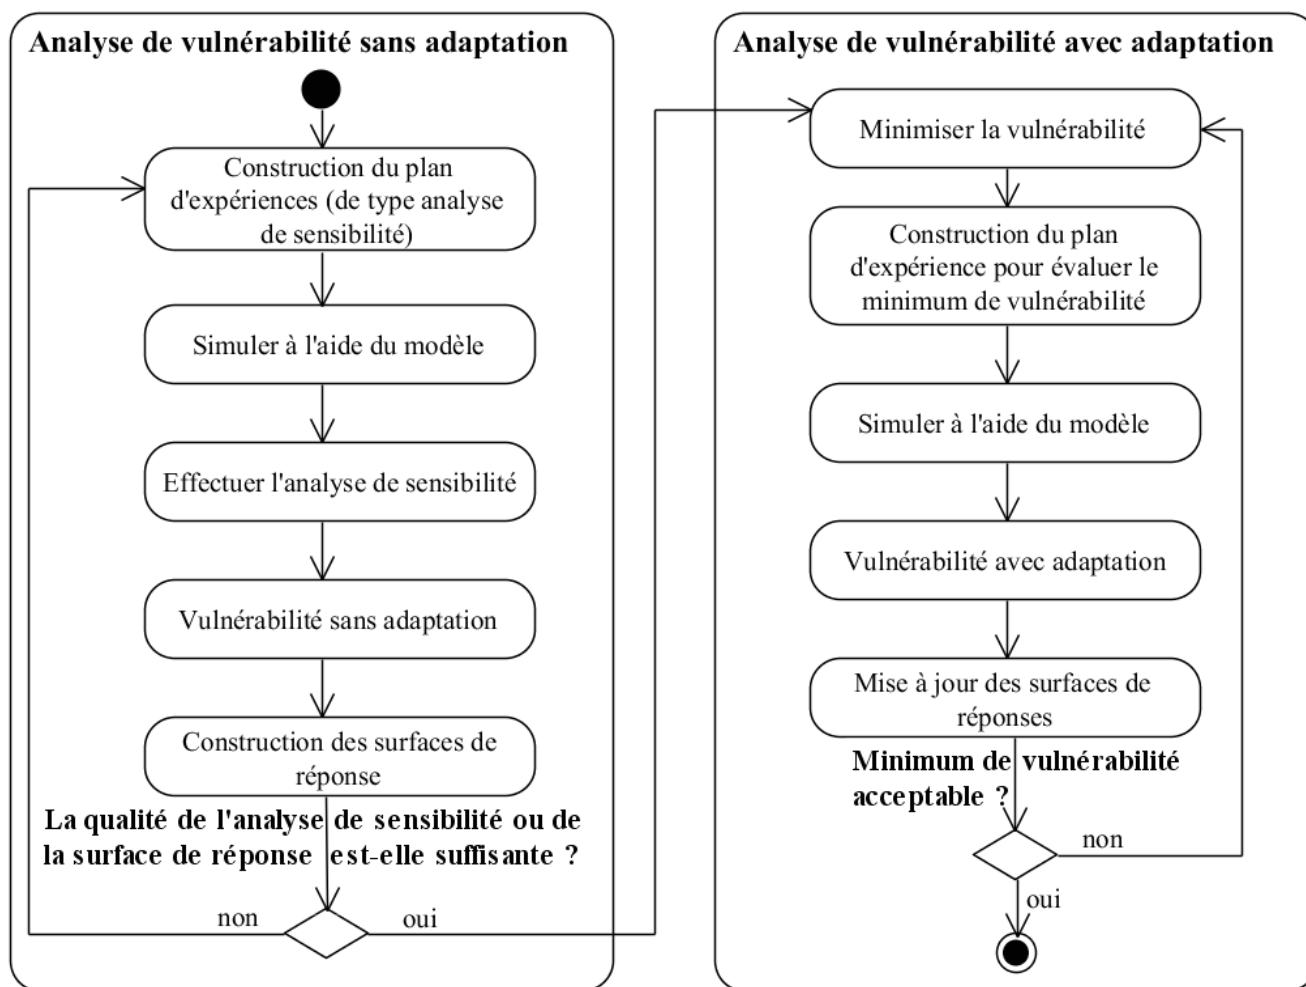 Analyse de vulnérabilité sans adaptation
Construction du plan
d'expériences (de type analyse
de sensibilité)
Simuler à l'aide du modèle
Effectuer l'analyse de sensibilité
Vulnérabilité sans adaptation
Construction des surfaces de
réponse
La qualité de l'analyse de sensibilité ou de
la surface de réponse est-elle suffisante ?
non
oui
Analyse de vulnérabilité avec adaptation
Minimiser la vulnérabilité
Construction du plan
d'expérience pour évaluer le
minimum de vulnérabilité
Simuler à l'aide du modèle
Vulnérabilité avec adaptation
Mise à jour des surfaces de
réponses
Minimum de vulnérabilité
acceptable ?
non
oui